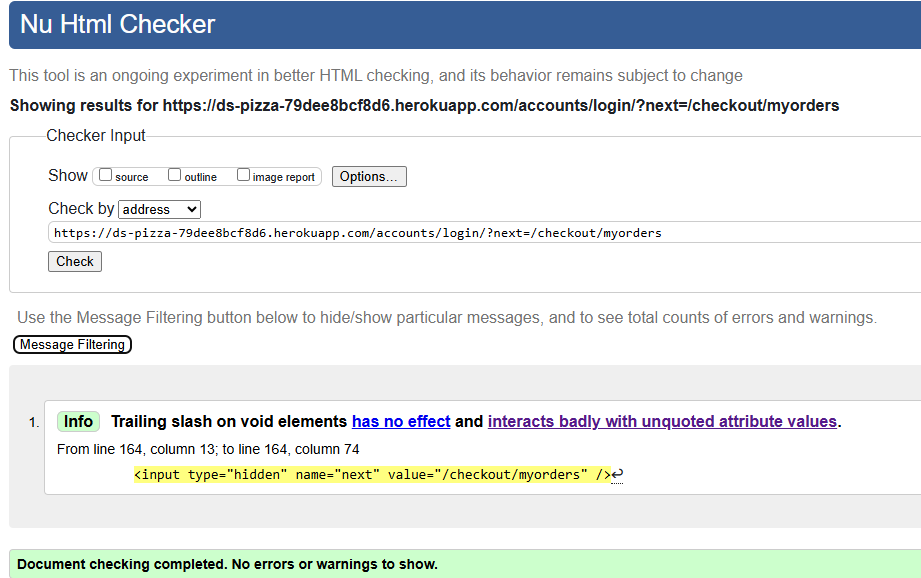 Nu Html Checker
This tool is an ongoing experiment in better HTML checking, and its behavior remains subject to change
Showing results for https://ds-pizza-79dee8bcf8d6.herokuapp.com/accounts/login/?next=/checkout/myorders
Checker Input
Show source outline image report Options...
Check by address
https://ds-pizza-79dee8bcf8d6.herokuapp.com/accounts/login/?next=/checkout/myorders
Check
Use the Message Filtering button below to hide/show particular messages, and to see total counts of errors and warnings.
Message Filtering
1. Info Trailing slash on void elements has no effect and interacts badly with unquoted attribute values.
From line 164, column 13; to line 164, column 74
<input type="hidden" name="next" value="/checkout/myorders" />↩
Document checking completed. No errors or warnings to show.